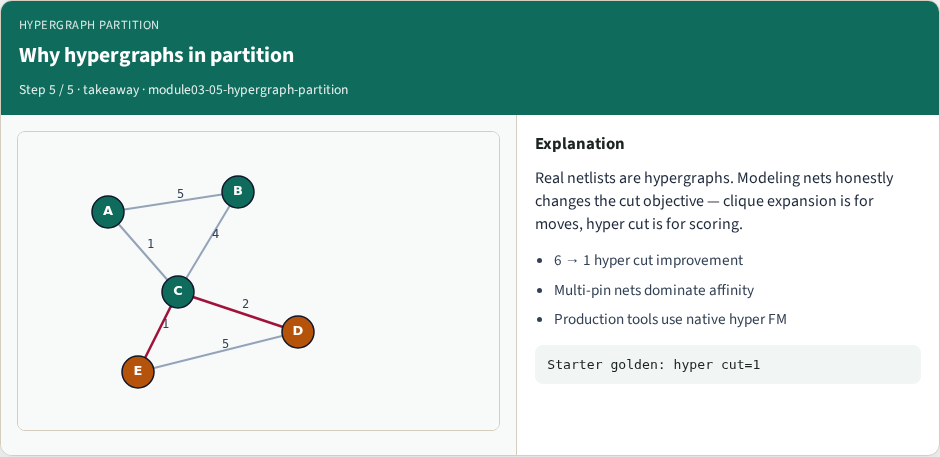 HYPERGRAPH PARTITION
Why hypergraphs in partition
Step 5 / 5 · takeaway · module03-05-hypergraph-partition
A
B
C
D
E
5
1
4
2
1
5
Explanation
Real netlists are hypergraphs. Modeling nets honestly
changes the cut objective — clique expansion is for
moves, hyper cut is for scoring.
• 6 → 1 hyper cut improvement
• Multi-pin nets dominate affinity
• Production tools use native hyper FM
Starter golden: hyper cut=1